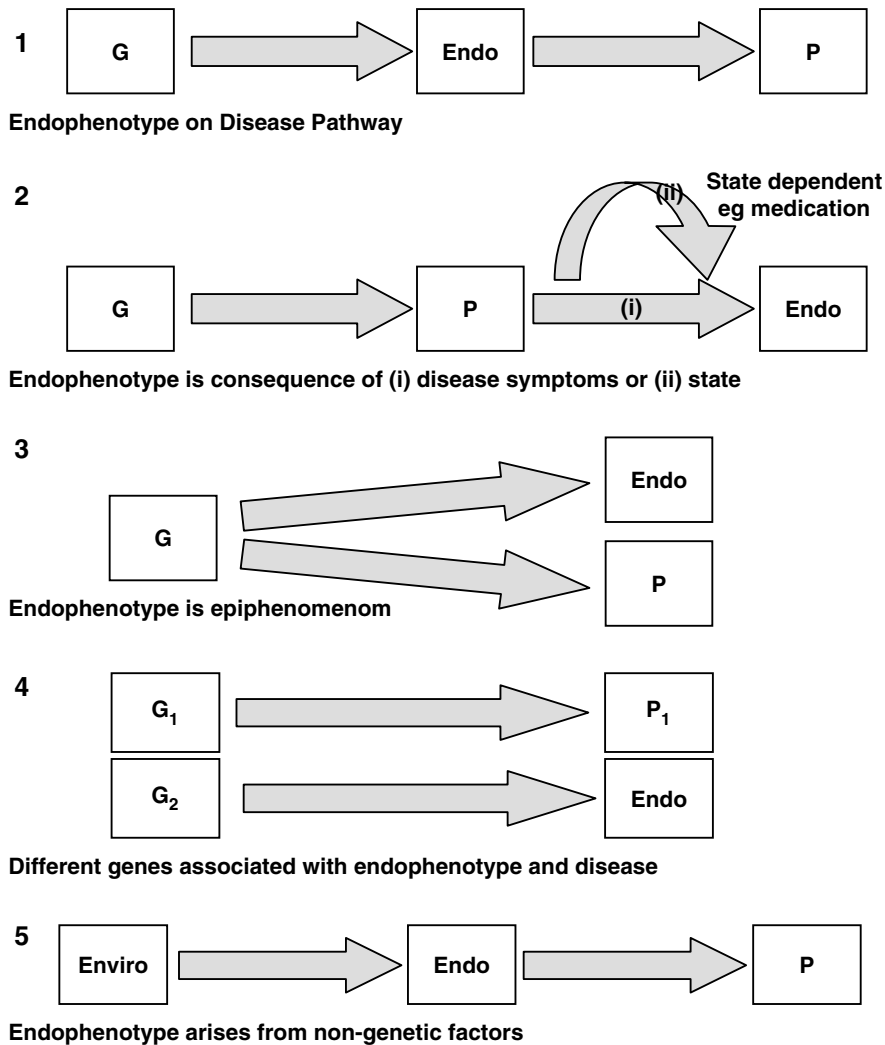 1
G
Endo
P
Endophenotype on Disease Pathway
2
State dependent
eg medication
(ii)
G
P
(i)
Endo
Endophenotype is consequence of (i) disease symptoms or (ii) state
3
Endo
G
P
Endophenotype is epiphenomenom
4
G1
P1
G2
Endo
Different genes associated with endophenotype and disease
5
Enviro
Endo
P
Endophenotype arises from non-genetic factors